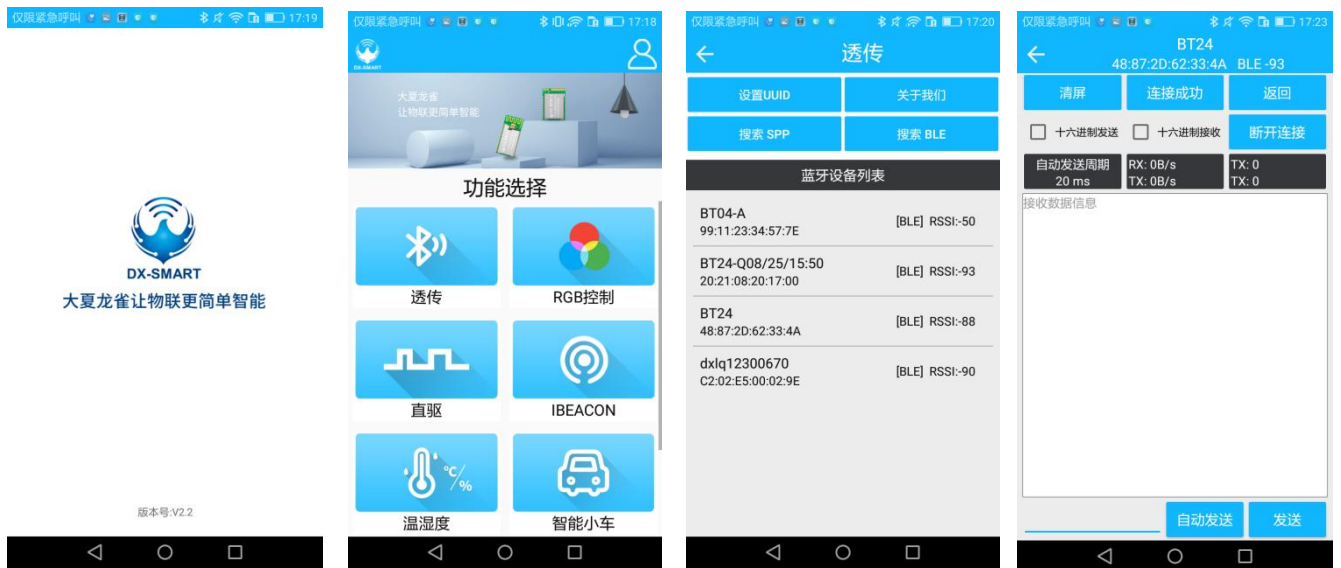 仅限紧急呼叫
17:19
DX-SMART
大夏龙雀让物联更简单智能
版本号:V2.2
仅限紧急呼叫
17:18
DX-SMART
大夏龙雀
让物联更简单智能
功能选择
透传
RGB控制
直驱
IBEACON
°C/%
温湿度
智能小车
仅限紧急呼叫
17:20
透传
设置UUID
关于我们
搜索 SPP
搜索 BLE
蓝牙设备列表
BT04-A
99:11:23:34:57:7E
[BLE] RSSI:-50
BT24-Q08/25/15:50
20:21:08:20:17:00
[BLE] RSSI:-93
BT24
48:87:2D:62:33:4A
[BLE] RSSI:-88
dxlq12300670
C2:02:E5:00:02:9E
[BLE] RSSI:-90
仅限紧急呼叫
17:23
BT24
48:87:2D:62:33:4A BLE -93
清屏
连接成功
返回
十六进制发送
十六进制接收
断开连接
自动发送周期
20 ms
RX: 0B/s
TX: 0B/s
TX: 0
TX: 0
接收数据信息
自动发送
发送